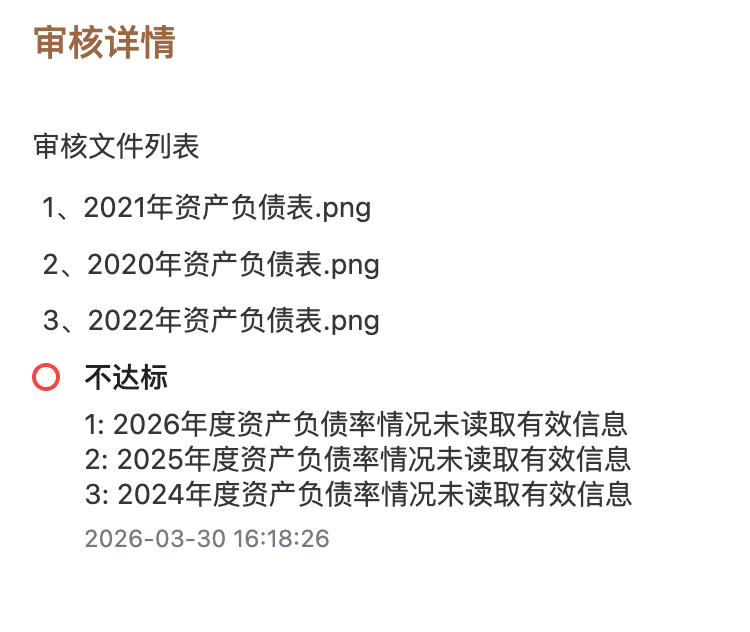 审核详情
审核文件列表
1、2021年资产负债表.png
2、2020年资产负债表.png
3、2022年资产负债表.png
不达标
1: 2026年度资产负债率情况未读取有效信息
2: 2025年度资产负债率情况未读取有效信息
3: 2024年度资产负债率情况未读取有效信息
2026-03-30 16:18:26